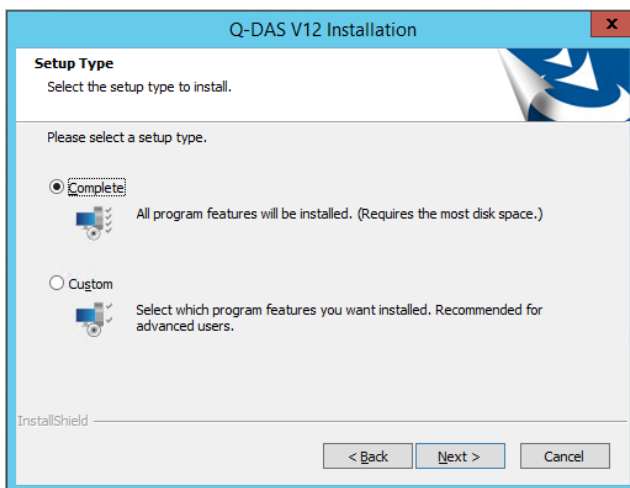 Q-DAS V12 Installation
x
Setup Type
Select the setup type to install.
Please select a setup type.
Complete
All program features will be installed. (Requires the most disk space.)
Custom
Select which program features you want installed. Recommended for
advanced users.
InstallShield
< Back Next > Cancel